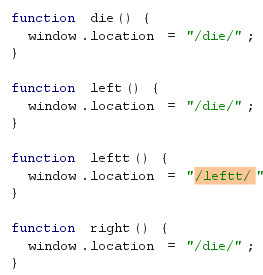 function die() {
window.location = "/die/";
}
function left() {
window.location = "/die/";
}
function leftt() {
window.location = "/leftt/"
}
function right() {
window.location = "/die/";
}